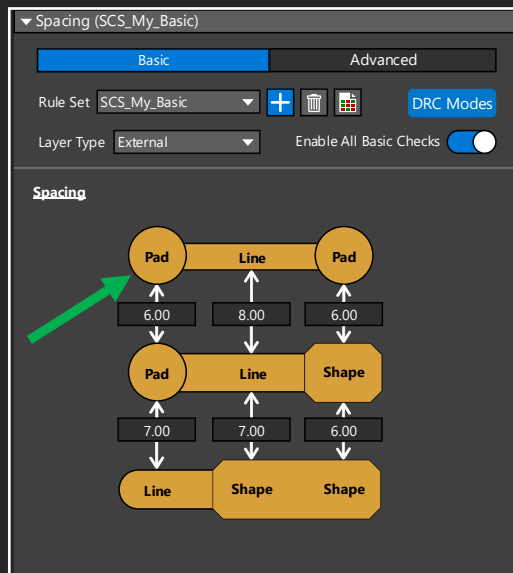 Spacing (SCS_My_Basic)
Basic Advanced
Rule Set SCS_My_Basic DRC Modes
Layer Type External Enable All Basic Checks
Spacing
Pad Line Pad
6.00 8.00 6.00
Pad Line Shape
7.00 7.00 6.00
Line Shape Shape